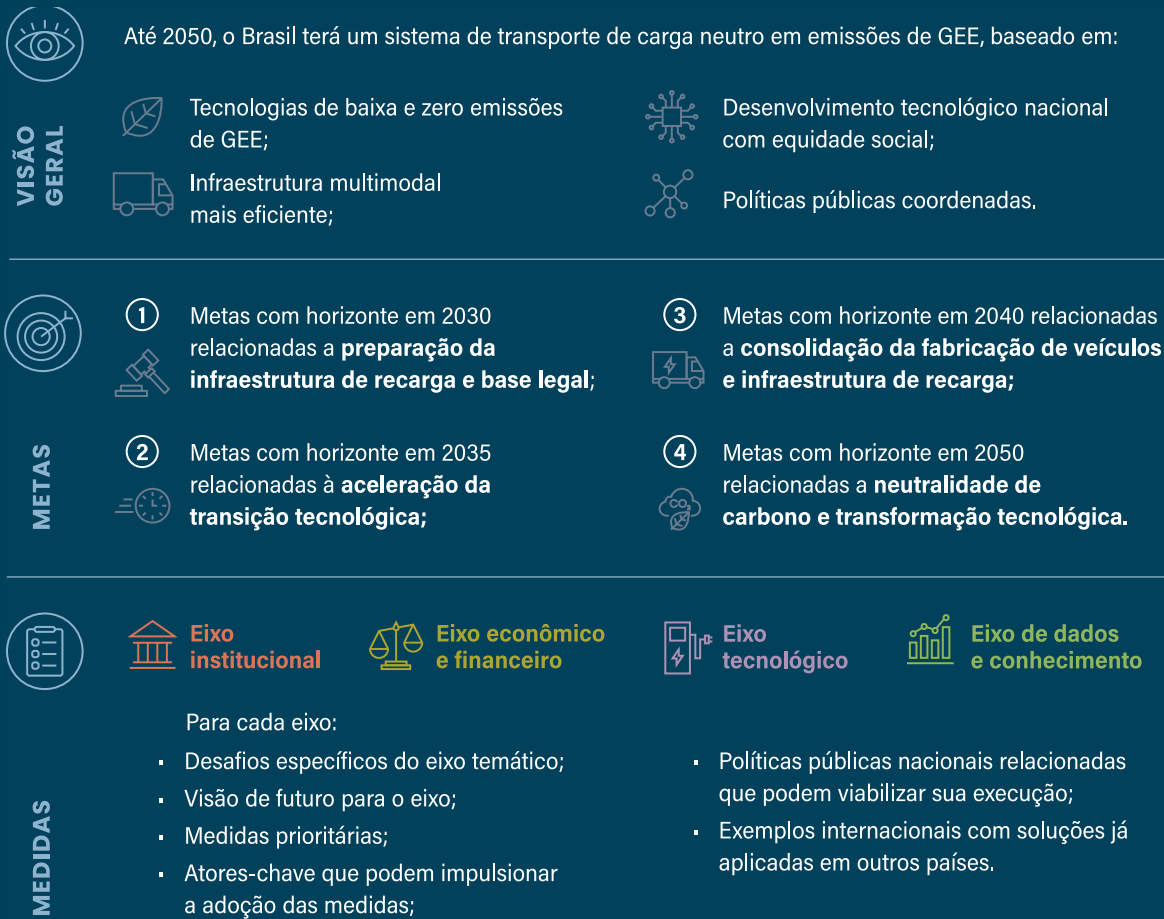 VISÃO
GERAL
Até 2050, o Brasil terá um sistema de transporte de carga neutro em emissões de GEE, baseado em:
Tecnologias de baixa e zero emissões
de GEE;
Infraestrutura multimodal
mais eficiente;
Desenvolvimento tecnológico nacional
com equidade social;
Políticas públicas coordenadas.
METAS
1
Metas com horizonte em 2030
relacionadas a preparação da
infraestrutura de recarga e base legal;
2
Metas com horizonte em 2035
relacionadas à aceleração da
transição tecnológica;
3
Metas com horizonte em 2040 relacionadas
a consolidação da fabricação de veículos
e infraestrutura de recarga;
4
CO2
Metas com horizonte em 2050
relacionadas a neutralidade de
carbono e transformação tecnológica.
MEDIDAS
Eixo
institucional
Eixo econômico
e financeiro
Eixo
tecnológico
Eixo de dados
e conhecimento
Para cada eixo:
▪ Desafios específicos do eixo temático;
▪ Visão de futuro para o eixo;
▪ Medidas prioritárias;
▪ Atores-chave que podem impulsionar
a adoção das medidas;
▪ Políticas públicas nacionais relacionadas
que podem viabilizar sua execução;
▪ Exemplos internacionais com soluções já
aplicadas em outros países.